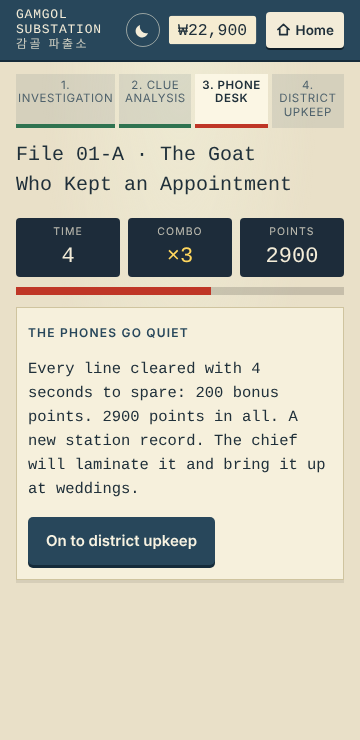 GAMGOL
SUBSTATION
감골 파출소
₩22,900
Home
1.
INVESTIGATION
2. CLUE
ANALYSIS
3. PHONE
DESK
4.
DISTRICT
UPKEEP
File 01-A · The Goat
Who Kept an Appointment
TIME
4
COMBO
×3
POINTS
2900
THE PHONES GO QUIET
Every line cleared with 4
seconds to spare: 200 bonus
points. 2900 points in all. A
new station record. The chief
will laminate it and bring it up
at weddings.
On to district upkeep